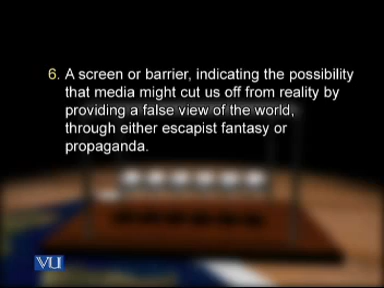 6. A screen or barrier, indicating the possibility
that media might cut us off from reality by
providing a false view of the world,
through either escapist fantasy or
propaganda.
VU